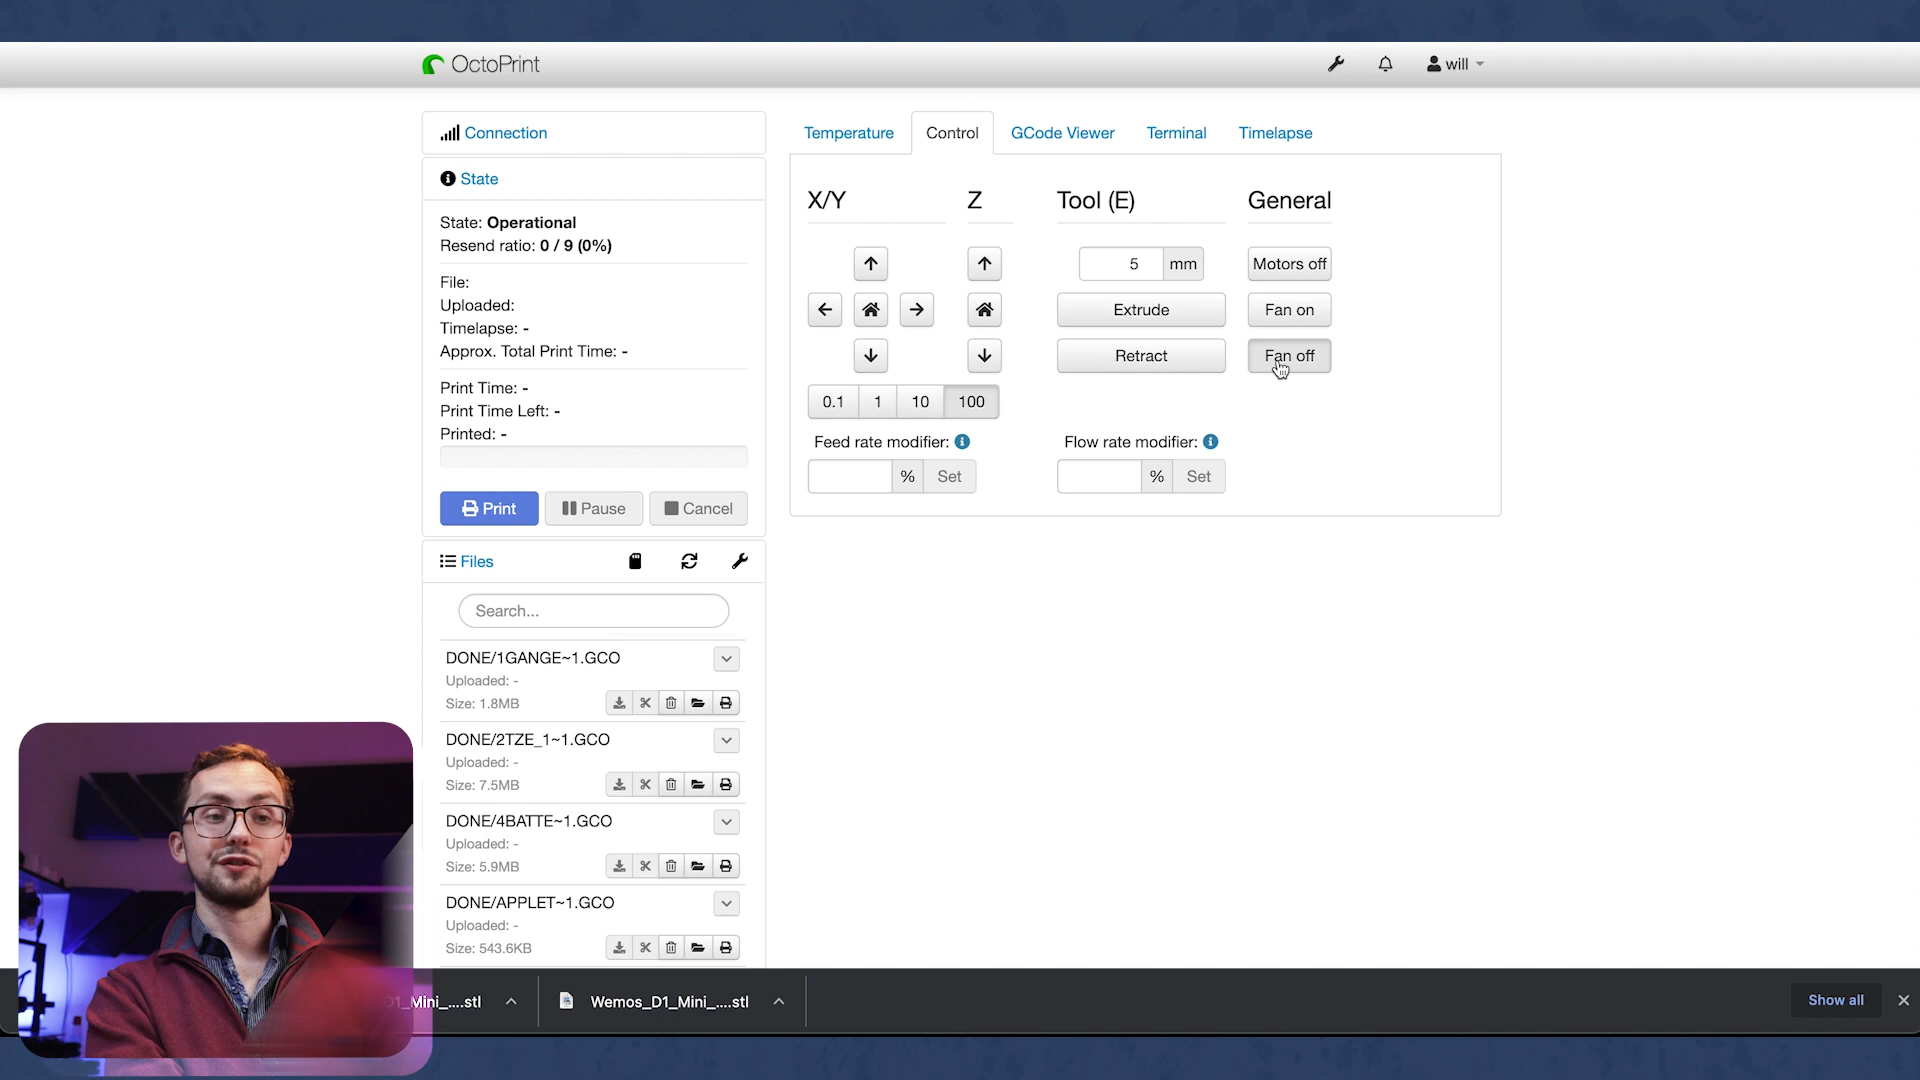 OctoPrint
will
Connection
State
State: Operational
Resend ratio: 0 / 9 (0%)
File:
Uploaded:
Timelapse: -
Approx. Total Print Time: -
Print Time: -
Print Time Left: -
Printed: -
Print
Pause
Cancel
Files
Search...
DONE/1GANGE~1.GCO
Uploaded: -
Size: 1.8MB
DONE/2TZE_1~1.GCO
Uploaded: -
Size: 7.5MB
DONE/4BATTE~1.GCO
Uploaded: -
Size: 5.9MB
DONE/APPLET~1.GCO
Uploaded: -
Size: 543.6KB
Temperature
Control
GCode Viewer
Terminal
Timelapse
X/Y
Z
Tool (E)
General
5 mm
Motors off
Extrude
Fan on
Retract
Fan off
0.1 1 10 100
Feed rate modifier:
% Set
Flow rate modifier:
% Set
D1_Mini_....stl
Wemos_D1_Mini_....stl
Show all